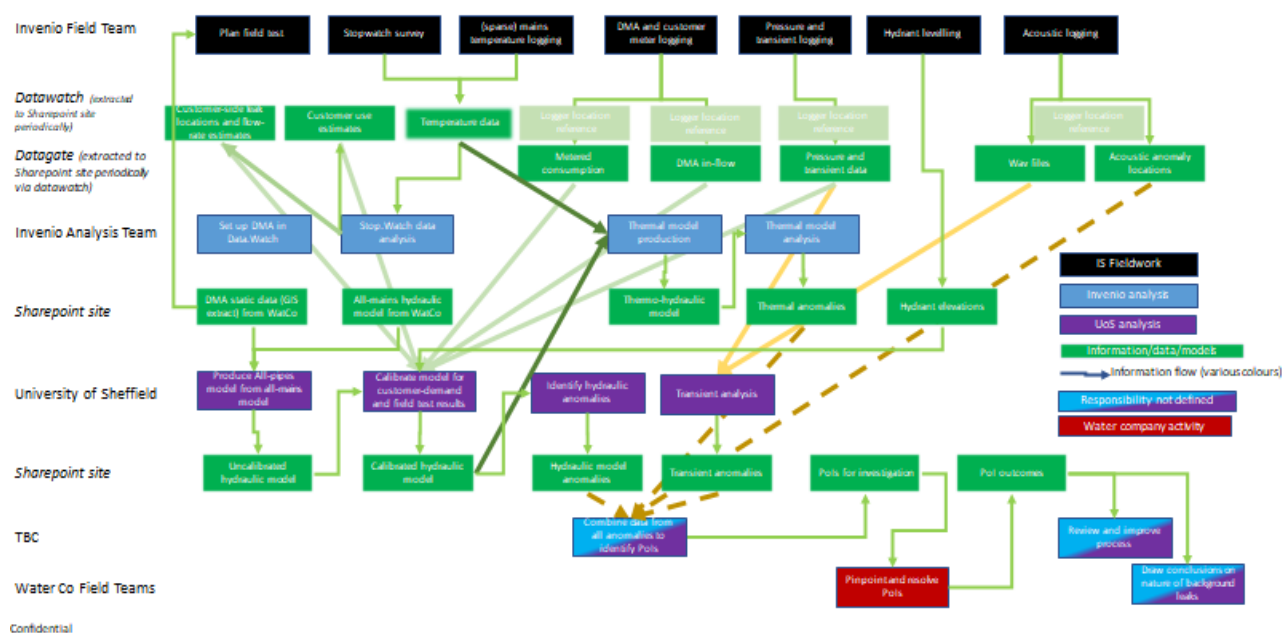 Invenio Field Team
Plan field test
Stopwatch survey
(sparse) mains
temperature logging
DMA and customer
meter logging
Pressure and
transient logging
Hydrant levelling
Acoustic logging
Datawatch (extracted
to Sharepoint site
periodically)
Customer-side leak
locations and flow-
rate estimates
Customer use
estimates
Temperature data
Logger location
reference
Logger location
reference
Logger location
reference
Logger location
reference
Datagate (extracted to
Sharepoint site periodically
via datawatch)
Metered
consumption
DMA in-flow
Pressure and
transient data
Wav files
Acoustic anomaly
locations
Invenio Analysis Team
Set up DMA in
Data.Watch
Stop.Watch data
analysis
Thermal model
production
Thermal model
analysis
IS Fieldwork
Invenio analysis
UoS analysis
Information/data/models
Information flow (various colours)
Responsibility not defined
Water company activity
Sharepoint site
DMA static data (GIS
extract) from WatCo
All-mains hydraulic
model from WatCo
Thermo-hydraulic
model
Thermal anomalies
Hydrant elevations
University of Sheffield
Produce All-pipes
model from all-mains
model
Calibrate model for
customer-demand
and field test results
Identify hydraulic
anomalies
Transient analysis
Sharepoint site
Uncalibrated
hydraulic model
Calibrated hydraulic
model
Hydraulic model
anomalies
Transient anomalies
PoIs for investigation
PoI outcomes
TBC
Combine data from
all anomalies to
identify PoIs
Review and improve
process
Water Co Field Teams
Pinpoint and resolve
PoIs
Draw conclusions on
nature of background
leaks
Confidential